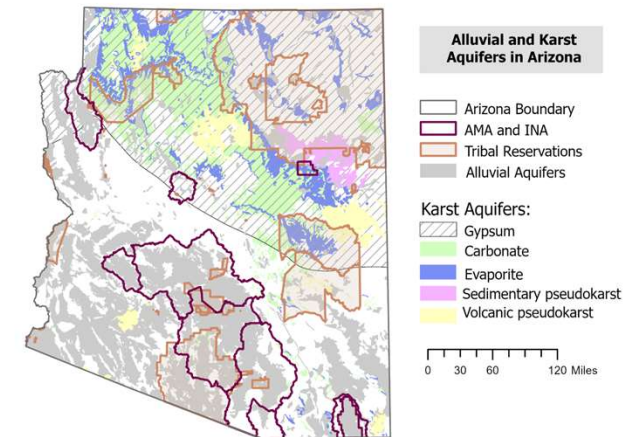 Alluvial and Karst
Aquifers in Arizona
Arizona Boundary
AMA and INA
Tribal Reservations
Alluvial Aquifers
Karst Aquifers:
Gypsum
Carbonate
Evaporite
Sedimentary pseudokarst
Volcanic pseudokarst
0 30 60 120 Miles